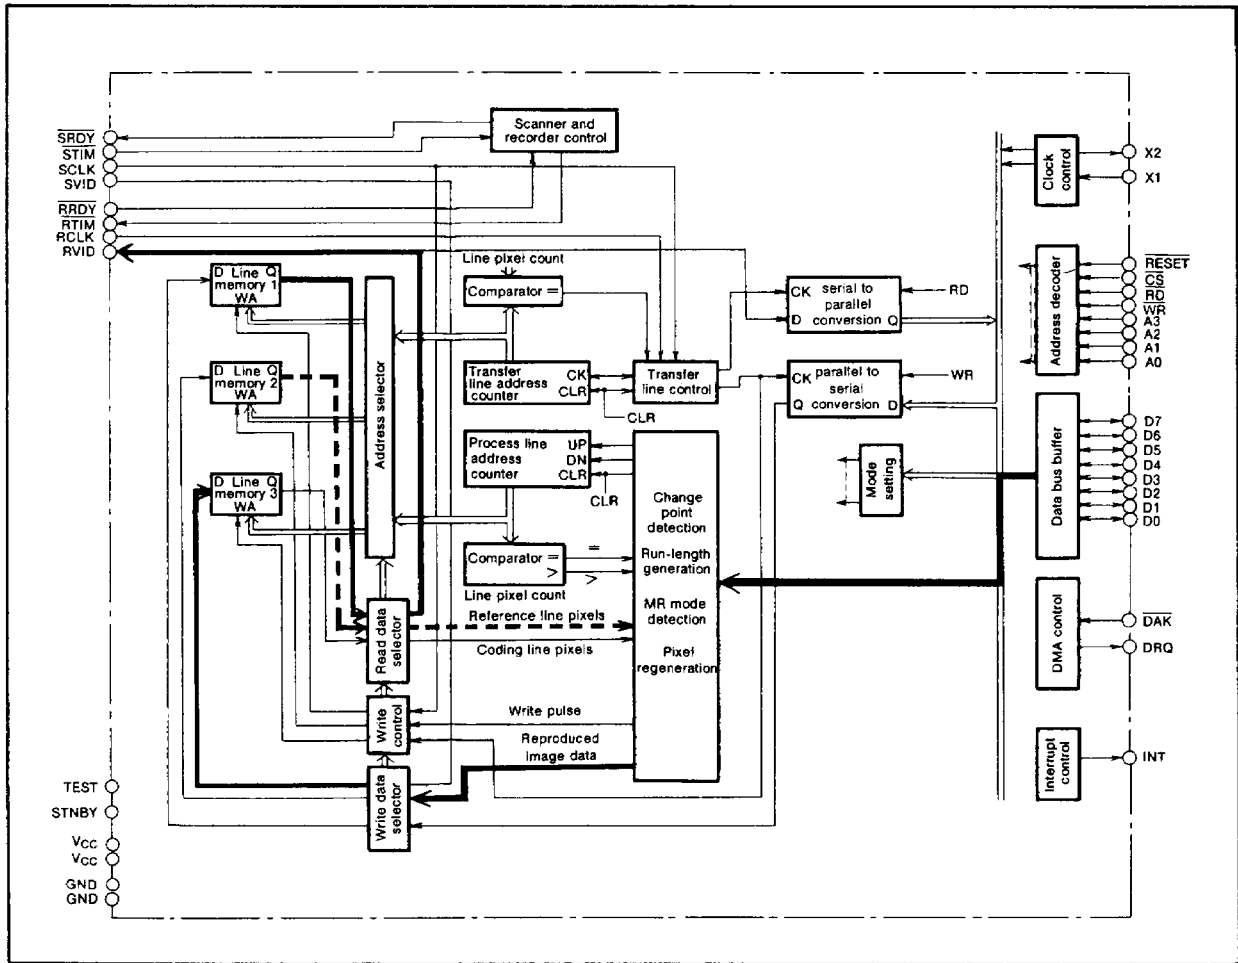 Scanner and
recorder control
SRDY
STIM
SCLK
SVID
RRDY
RTIM
RCLK
RVID
Line pixel count
Comparator =
D Line Q
memory 1
WA
D Line Q
memory 2
WA
D Line Q
memory 3
WA
Address selector
Transfer CK
line address
counter CLR
CLR
Transfer
line control
Process line UP
address DN
counter CLR
CLR
Comparator =
>
=
>
Line pixel count
Change
point
detection
Run-length
generation
MR mode
detection
Pixel
regeneration
Reference line pixels
Coding line pixels
Read data
selector
Write
control
Write data
selector
Write pulse
Reproduced
image data
CK serial to
parallel
D conversion Q
RD
CK parallel to
serial
Q conversion D
WR
Mode
setting
Clock
control
X2
X1
Address decoder
RESET
CS
RD
WR
A3
A2
A1
A0
Data bus buffer
D7
D6
D5
D4
D3
D2
D1
D0
DMA control
DAK
DRQ
Interrupt
control
INT
TEST
STNBY
VCC
VCC
GND
GND